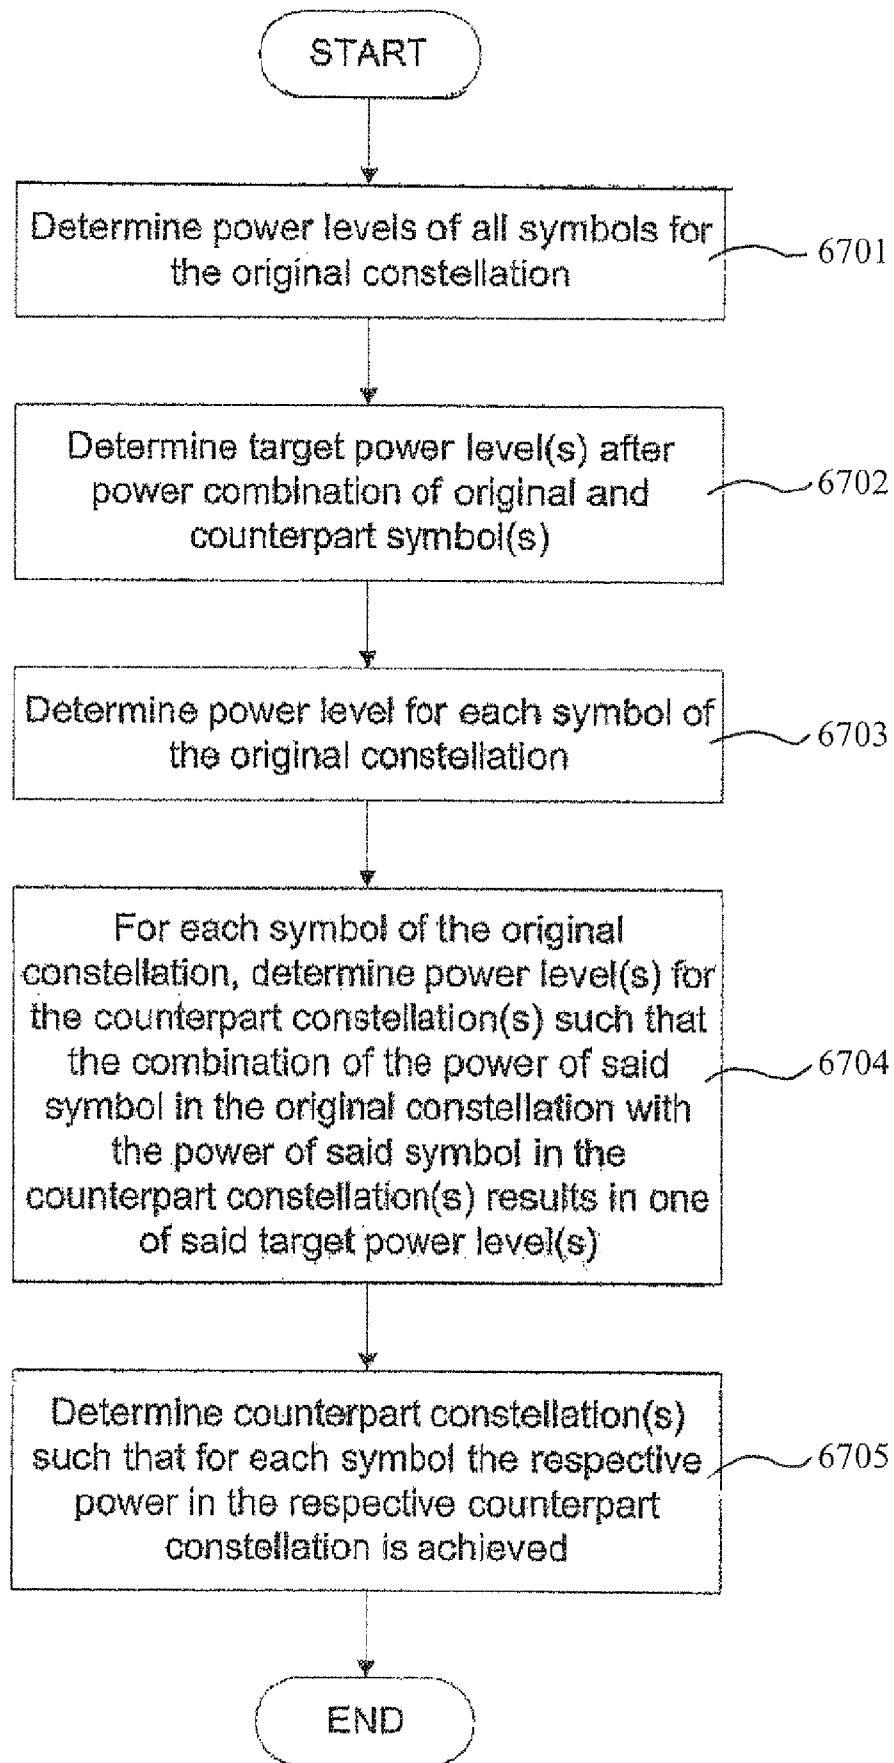 START
Determine power levels of all symbols for
the original constellation
6701
Determine target power level(s) after
power combination of original and
counterpart symbol(s)
6702
Determine power level for each symbol of
the original constellation
6703
For each symbol of the original
constellation, determine power level(s) for
the counterpart constellation(s) such that
the combination of the power of said
symbol in the original constellation with
the power of said symbol in the
counterpart constellation(s) results in one
of said target power level(s)
6704
Determine counterpart constellation(s)
such that for each symbol the respective
power in the respective counterpart
constellation is achieved
6705
END